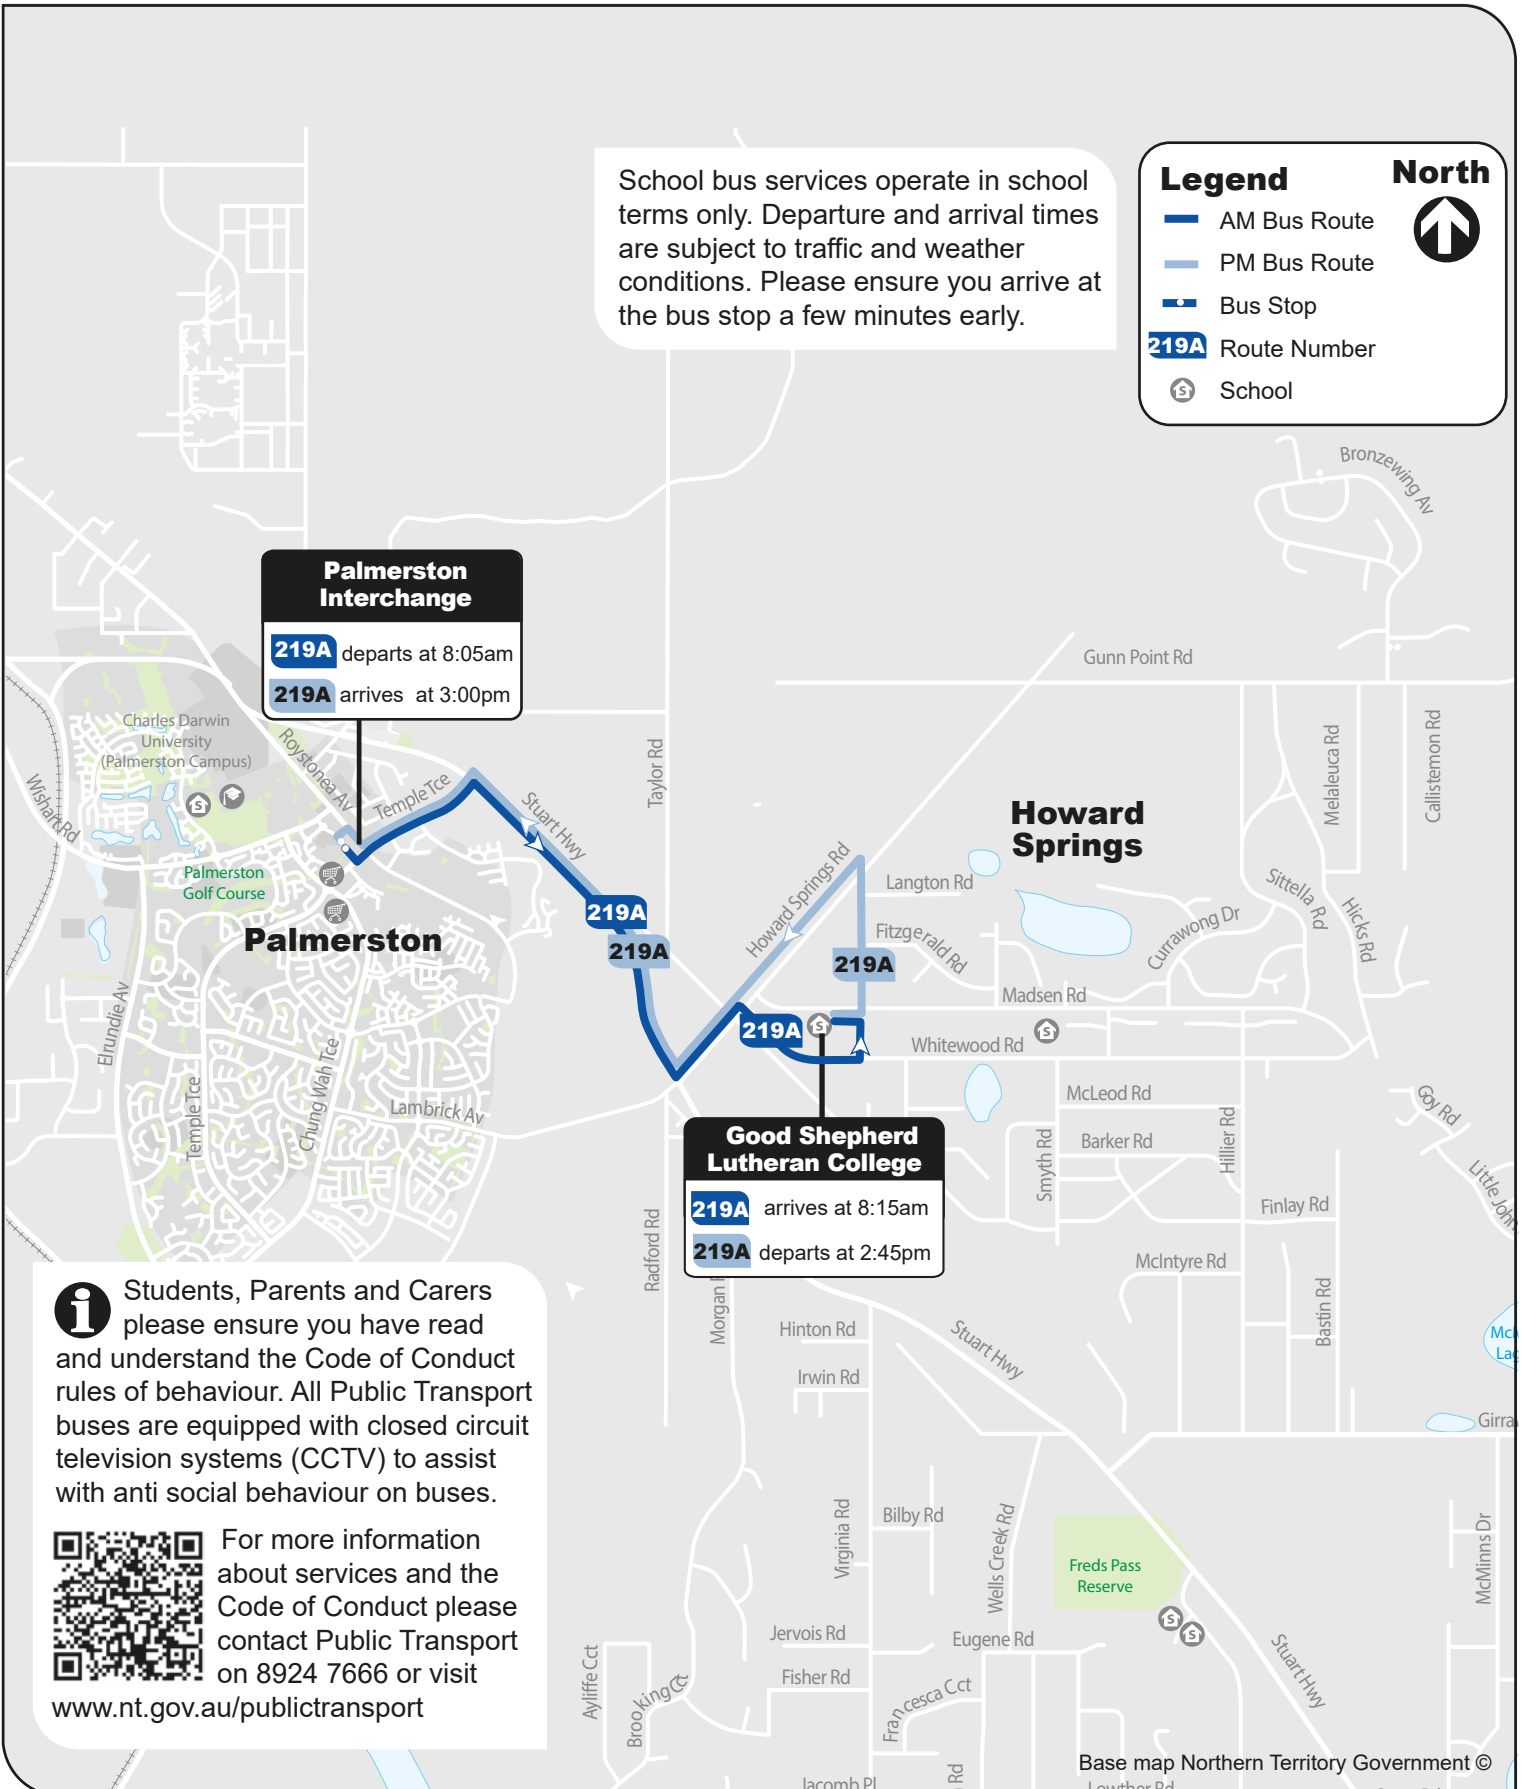 School bus services operate in school
terms only. Departure and arrival times
are subject to traffic and weather
conditions. Please ensure you arrive at
the bus stop a few minutes early.
Legend
North
AM Bus Route
PM Bus Route
Bus Stop
219A Route Number
S School
Bronzewing Av
Palmerston
Interchange
219A departs at 8:05am
219A arrives at 3:00pm
Gunn Point Rd
Charles Darwin
University
(Palmerston Campus)
Roystonea Av
Wishart Rd
Temple Tce
Stuart Hwy
Taylor Rd
Melaleuca Rd
Callistemon Rd
Howard
Springs
S
Palmerston
Golf Course
Palmerston
219A
219A
Howard Springs Rd
Langton Rd
Fitzgerald Rd
219A
Currawong Dr
Sittella Rd
Hicks Rd
Madsen Rd
219A
S
S
Whitewood Rd
Elrundie Av
Temple Tce
Chung Wah Tce
Lambrick Av
McLeod Rd
Barker Rd
Smyth Rd
Hillier Rd
Goy Rd
Little John
Finlay Rd
Good Shepherd
Lutheran College
219A arrives at 8:15am
219A departs at 2:45pm
Radford Rd
Morgan
McIntyre Rd
Bastin Rd
Hinton Rd
Irwin Rd
Stuart Hwy
Lag
Girra
i Students, Parents and Carers
please ensure you have read
and understand the Code of Conduct
rules of behaviour. All Public Transport
buses are equipped with closed circuit
television systems (CCTV) to assist
with anti social behaviour on buses.
For more information
about services and the
Code of Conduct please
contact Public Transport
on 8924 7666 or visit
www.nt.gov.au/publictransport
Virginia Rd
Bilby Rd
Wells Creek Rd
Freds Pass
Reserve
McMinns Dr
S
S
Jervois Rd
Eugene Rd
Fisher Rd
Francesca Cct
Ayliffe Cct
Brooking Cct
Stuart Hwy
Jacomb Pl
Rd
Lowther Rd
Base map Northern Territory Government ©